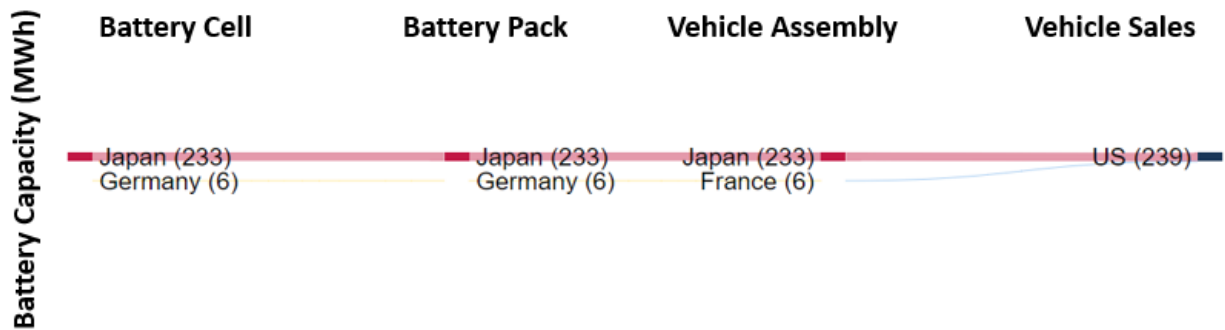 Battery Capacity (MWh)
Battery Cell
Battery Pack
Vehicle Assembly
Vehicle Sales
Japan (233)
Japan (233)
Japan (233)
US (239)
Germany (6)
Germany (6)
France (6)